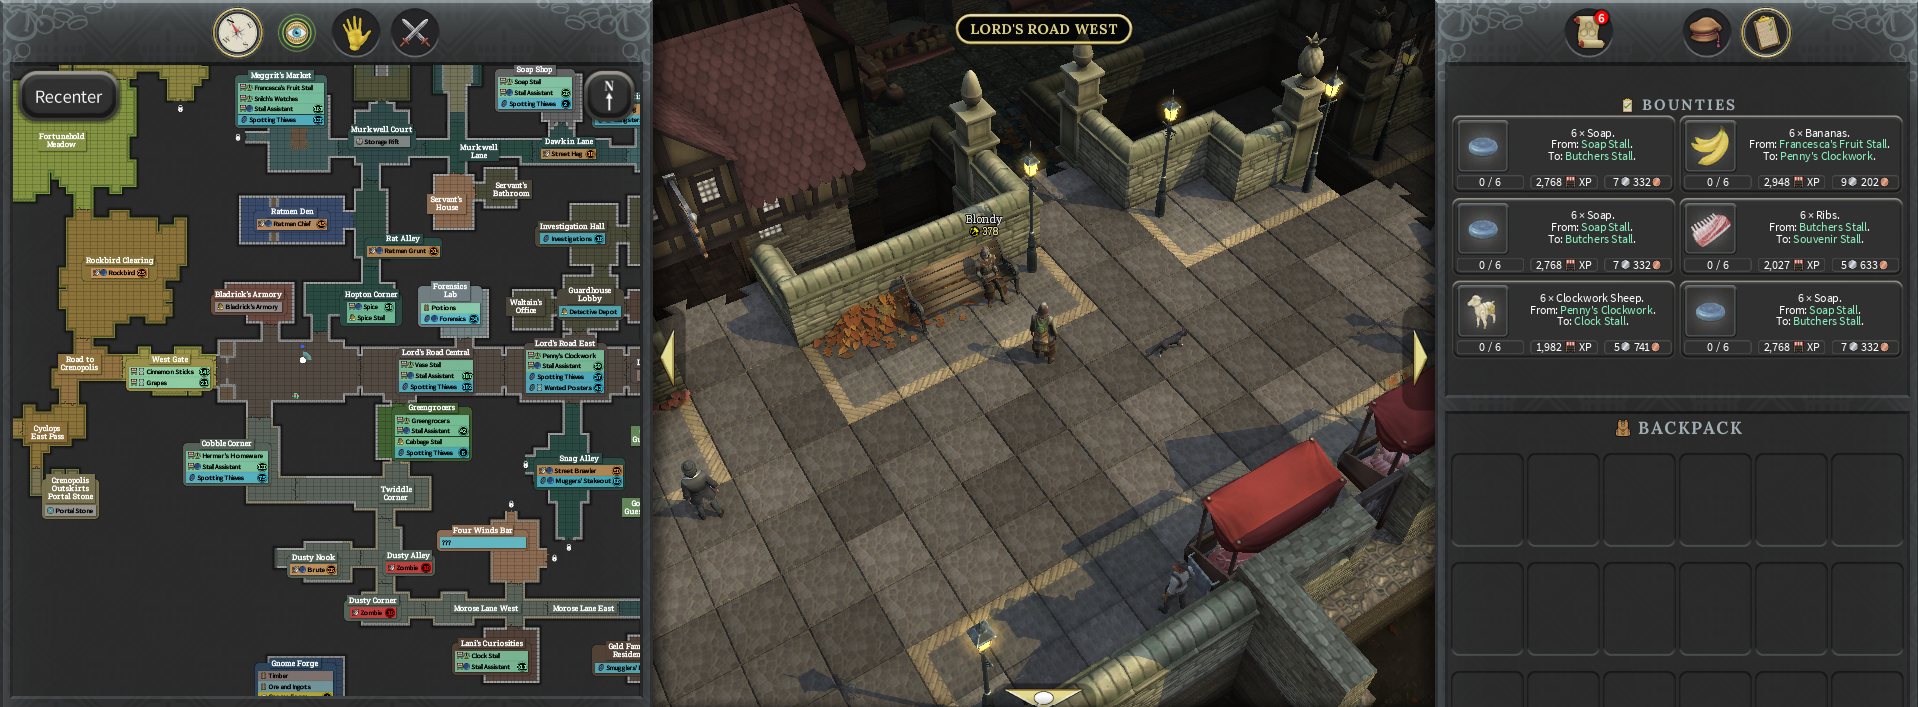 Recenter
N
Meggrit's Market
Francesca's Fruit Stall
Snilch's Watches
Stall Assistant
Spotting Thieves
Soap Shop
Soap Stall
Stall Assistant
Spotting Thieves
Fortunehold
Meadow
Murkwell Court
Storage Rift
Murkwell
Lane
Dawkin Lane
Street Hag
Servant's
Bathroom
Servant's
House
Ratmen Den
Ratmen Chief
Rat Alley
Ratmen Grunt
Investigation Hall
Investigations
Rockbird Clearing
Rockbird
Bladrick's Armory
Bladrick's Armory
Hopton Corner
Spice
Spice Stall
Forensics
Lab
Potions
Forensics
Waltain's
Office
Guardhouse
Lobby
Detective Depot
Road to
Crenopolis
West Gate
Cinnamon Sticks
Grapes
Lord's Road Central
Vase Stall
Stall Assistant
Spotting Thieves
Lord's Road East
Penny's Clockwork
Stall Assistant
Spotting Thieves
Wanted Posters
Cyclops
East Pass
Greengrocers
Greengrocers
Stall Assistant
Cabbage Stall
Spotting Thieves
Cobble Corner
Hermar's Homeware
Stall Assistant
Spotting Thieves
Crenopolis
Outskirts
Portal Stone
Portal Stone
Snag Alley
Street Brawler
Muggers' Stakeout
Twiddle
Corner
Four Winds Bar
???
Dusty Nook
Brute
Dusty Alley
Zombie
Dusty Corner
Zombie
Morose Lane West
Morose Lane East
Lani's Curiosities
Clock Stall
Stall Assistant
Gnome Forge
Timber
Ore and Ingots
LORD'S ROAD WEST
Blondy
378
6
BOUNTIES
6 × Soap.
From: Soap Stall.
To: Butchers Stall.
0 / 6
2,768 XP
7 332
6 × Bananas.
From: Francesca's Fruit Stall.
To: Penny's Clockwork.
0 / 6
2,948 XP
9 202
6 × Soap.
From: Soap Stall.
To: Butchers Stall.
0 / 6
2,768 XP
7 332
6 × Ribs.
From: Butchers Stall.
To: Souvenir Stall.
0 / 6
2,027 XP
5 633
6 × Clockwork Sheep.
From: Penny's Clockwork.
To: Clock Stall.
0 / 6
1,982 XP
5 741
6 × Soap.
From: Soap Stall.
To: Butchers Stall.
0 / 6
2,768 XP
7 332
BACKPACK